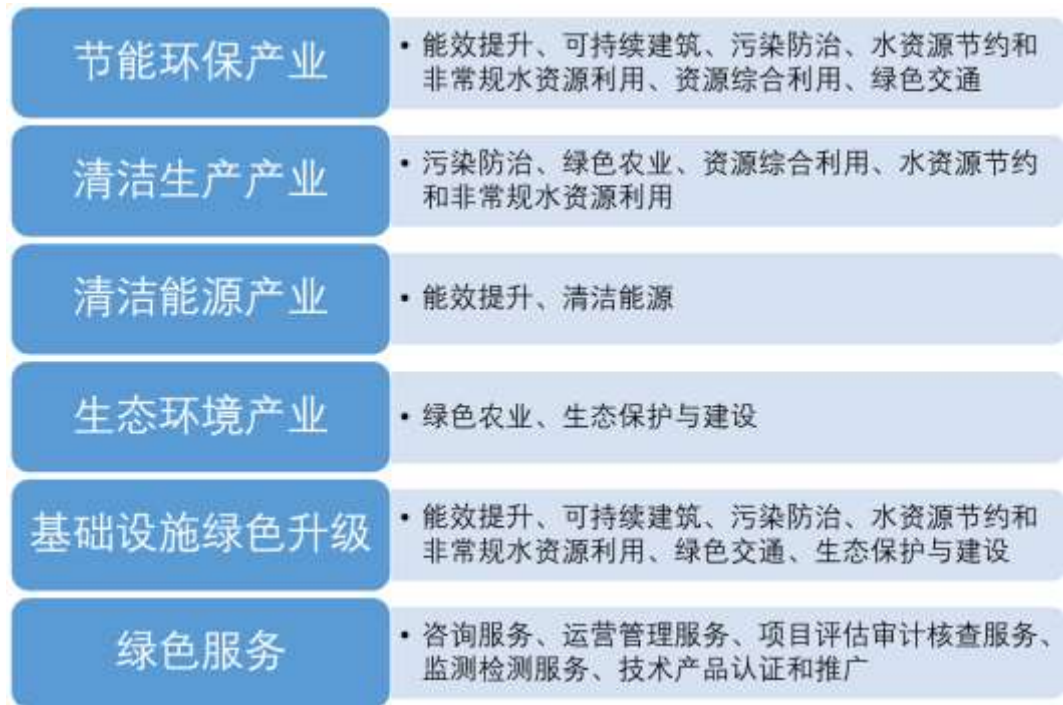 节能环保产业
• 能效提升、可持续建筑、污染防治、水资源节约和
非常规水资源利用、资源综合利用、绿色交通
清洁生产产业
• 污染防治、绿色农业、资源综合利用、水资源节约
和非常规水资源利用
清洁能源产业
• 能效提升、清洁能源
生态环境产业
• 绿色农业、生态保护与建设
基础设施绿色升级
• 能效提升、可持续建筑、污染防治、水资源节约和
非常规水资源利用、绿色交通、生态保护与建设
绿色服务
• 咨询服务、运营管理服务、项目评估审计核查服务、
监测检测服务、技术产品认证和推广